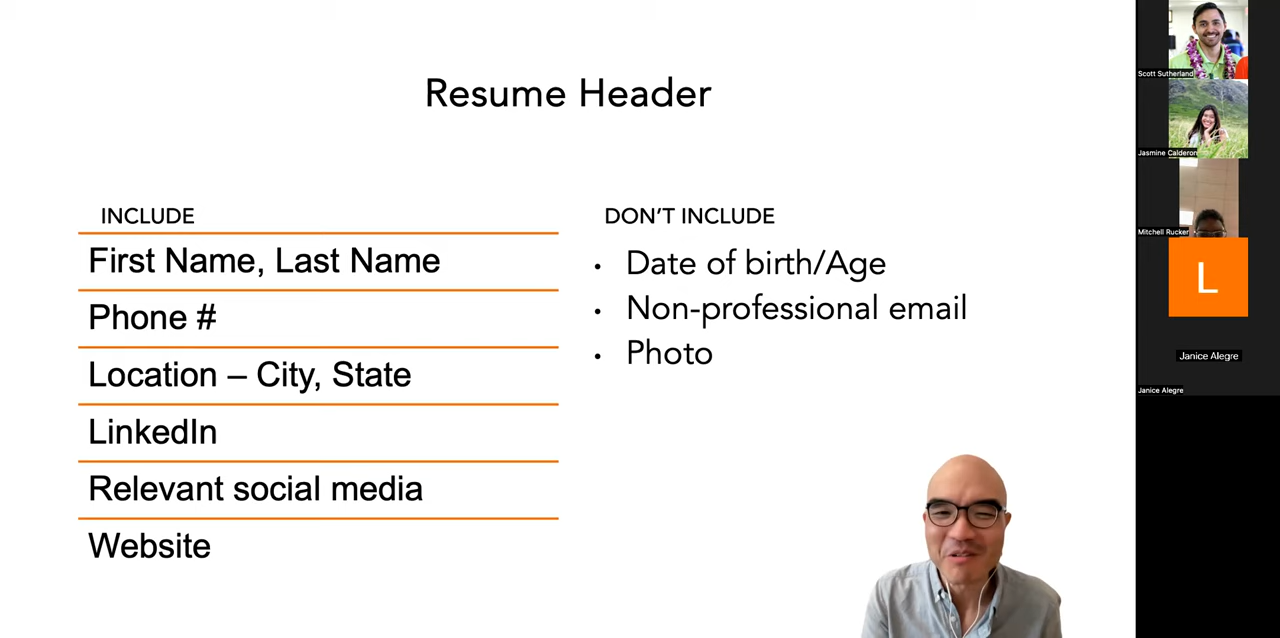 Resume Header
INCLUDE
First Name, Last Name
Phone #
Location – City, State
LinkedIn
Relevant social media
Website
DON'T INCLUDE
• Date of birth/Age
• Non-professional email
• Photo
Scott Sutherland
Jasmine Calderon
Mitchell Rucker
L
Janice Alegre
Janice Alegre